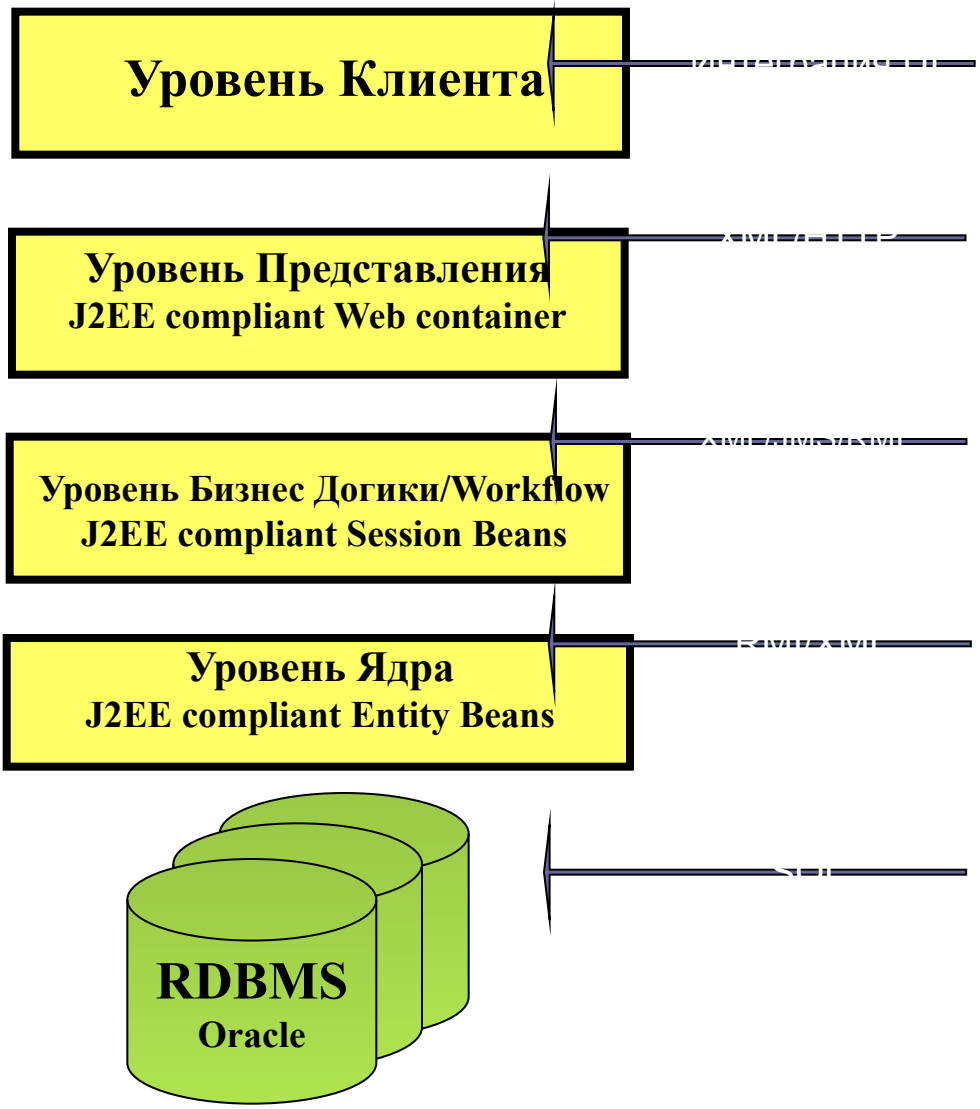 Уровень Клиента
Уровень Представления
J2EE compliant Web container
Уровень Бизнес Догики/Workflow
J2EE compliant Session Beans
Уровень Ядра
J2EE compliant Entity Beans
RDBMS
Oracle